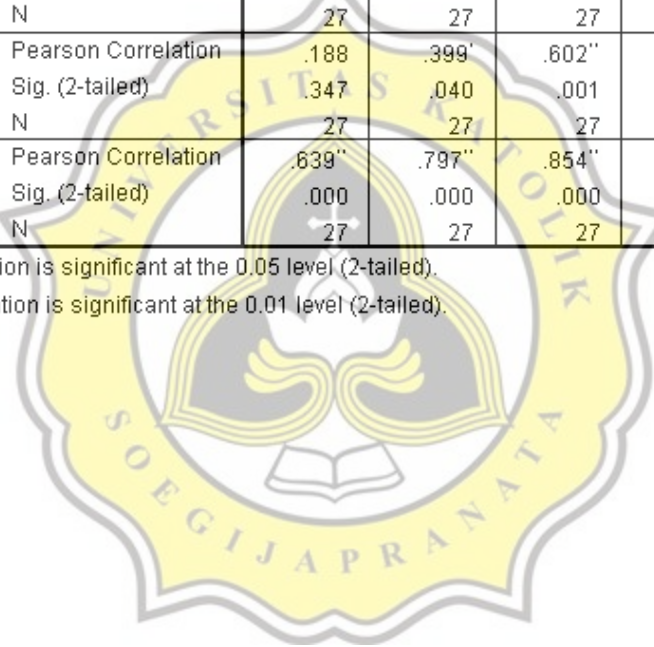 N 27 27 27
Pearson Correlation .188 .399* .602**
Sig. (2-tailed) .347 .040 .001
N 27 27 27
Pearson Correlation .639** .797** .854**
Sig. (2-tailed) .000 .000 .000
N 27 27 27
ion is significant at the 0.05 level (2-tailed).
tion is significant at the 0.01 level (2-tailed).
UNIVERSITAS KATOLIK
SOEGIJAPRANATA